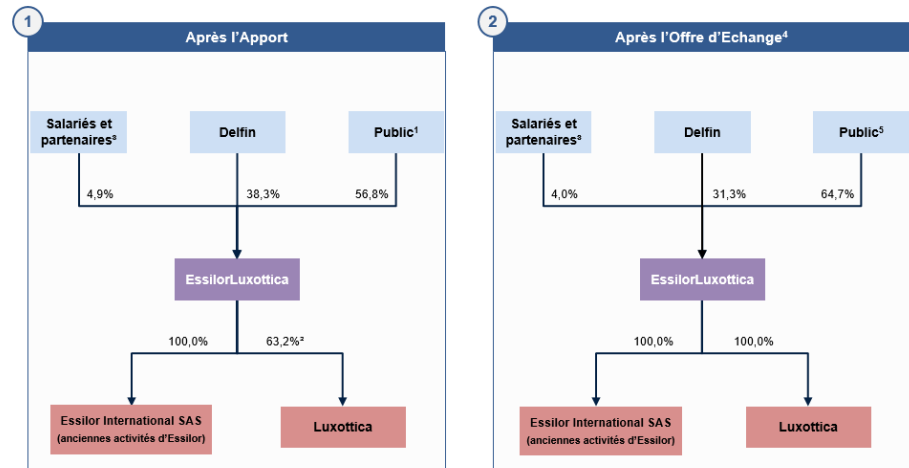 1
Après l'Apport
Salariés et
partenaires³
Delfin
Public¹
4,9%
38,3%
56,8%
EssilorLuxottica
100,0%
63,2%²
Essilor International SAS
(anciennes activités d'Essilor)
Luxottica
2
Après l'Offre d'Echange⁴
Salariés et
partenaires³
Delfin
Public⁵
4,0%
31,3%
64,7%
EssilorLuxottica
100,0%
100,0%
Essilor International SAS
(anciennes activités d'Essilor)
Luxottica